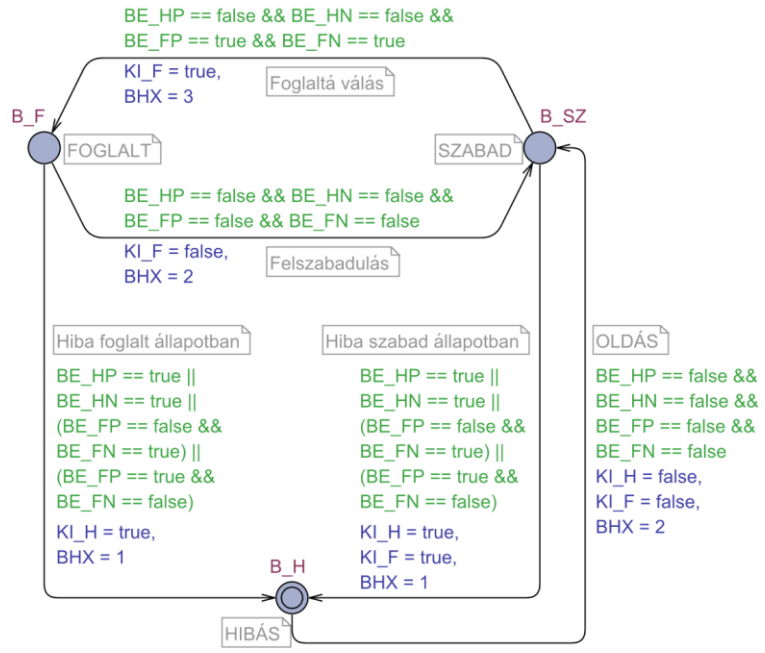 BE_HP == false && BE_HN == false &&
BE_FP == true && BE_FN == true
KI_F = true,
BHX = 3
Foglaltá válás
B_F
B_SZ
FOGLALT
SZABAD
BE_HP == false && BE_HN == false &&
BE_FP == false && BE_FN == false
KI_F = false,
BHX = 2
Felszabadulás
Hiba foglalt állapotban
BE_HP == true ||
BE_HN == true ||
(BE_FP == false &&
BE_FN == true) ||
(BE_FP == true &&
BE_FN == false)
KI_H = true,
BHX = 1
Hiba szabad állapotban
BE_HP == true ||
BE_HN == true ||
(BE_FP == false &&
BE_FN == true) ||
(BE_FP == true &&
BE_FN == false)
KI_H = true,
KI_F = true,
BHX = 1
OLDÁS
BE_HP == false &&
BE_HN == false &&
BE_FP == false &&
BE_FN == false
KI_H = false,
KI_F = false,
BHX = 2
B_H
HIBÁS